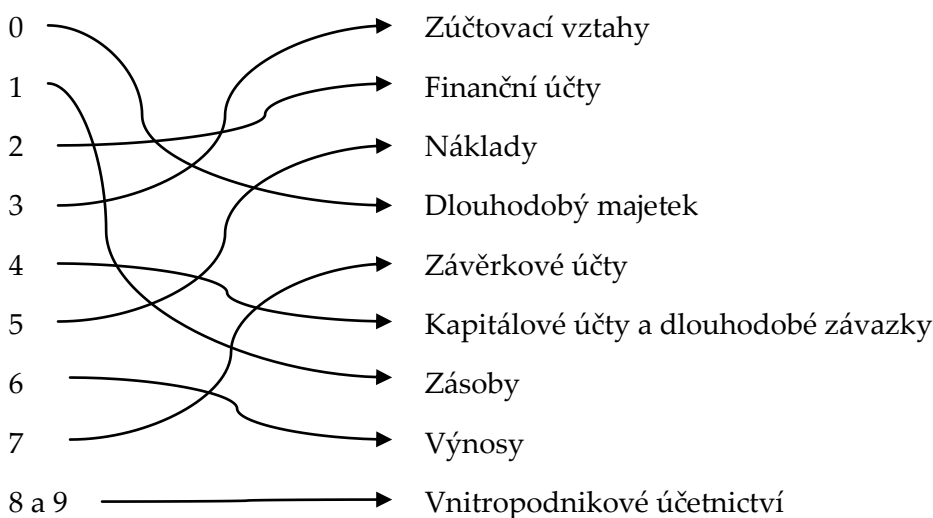 0 Zúčtovací vztahy
1 Finanční účty
2 Náklady
3 Dlouhodobý majetek
4 Závěrkové účty
5 Kapitálové účty a dlouhodobé závazky
6 Zásoby
7 Výnosy
8 a 9 Vnitropodnikové účetnictví